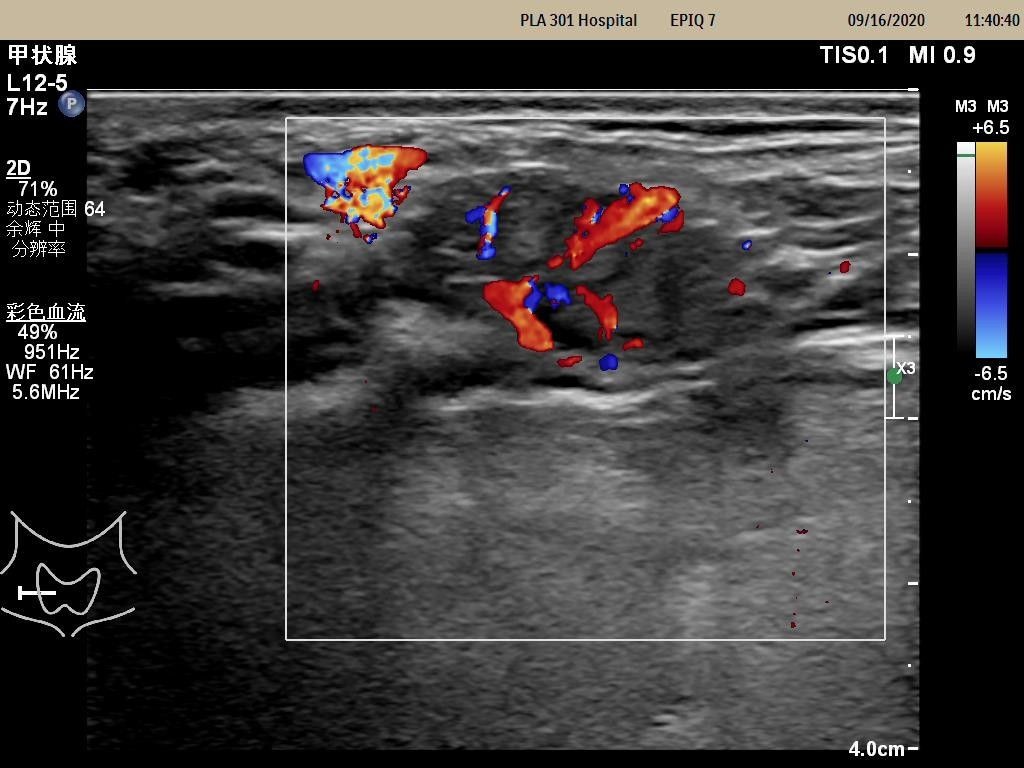 PLA 301 Hospital EPIQ 7 09/16/2020 11:40:40
甲状腺
TIS0.1 MI 0.9
L12-5
7Hz P
M3 M3
+6.5
2D
71%
动态范围 64
余辉 中
分辨率
彩色血流
49%
951Hz
WF 61Hz
5.6MHz
X3
-6.5
cm/s
4.0cm